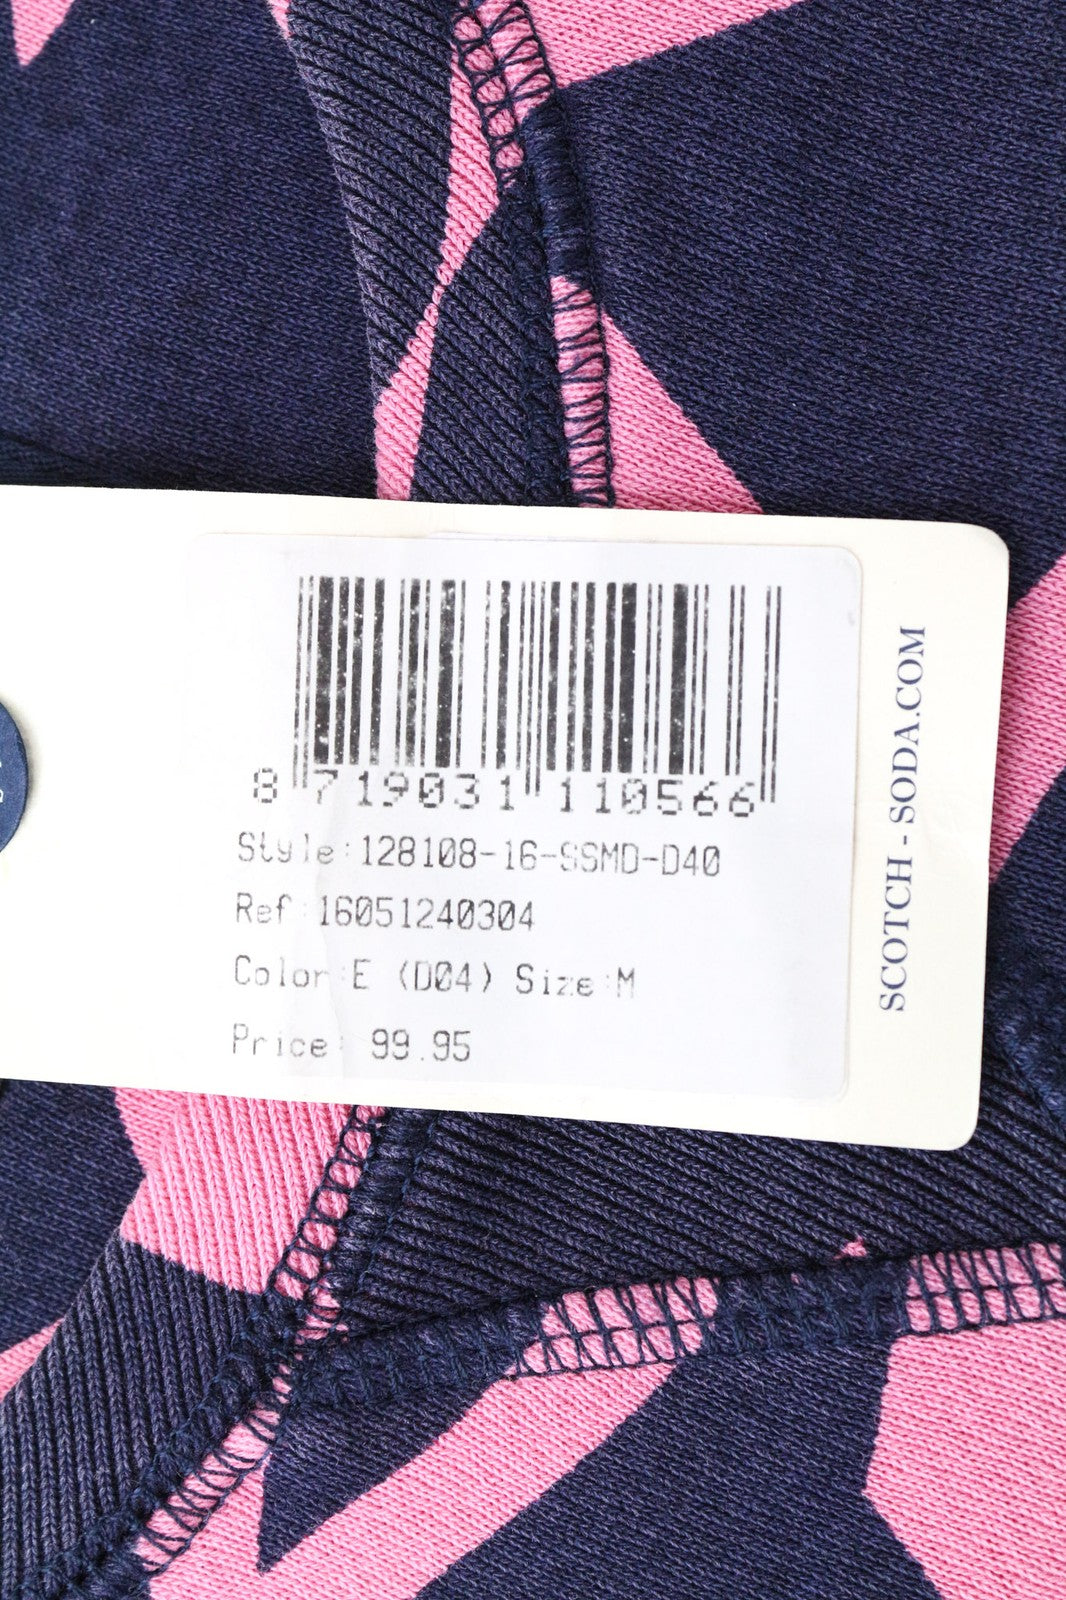 8 719031 110566
Style:128108-16-SSMD-D40
Ref:16051240304
Color:E (D04) Size:M
Price: 99.95
SCOTCH - SODA.COM